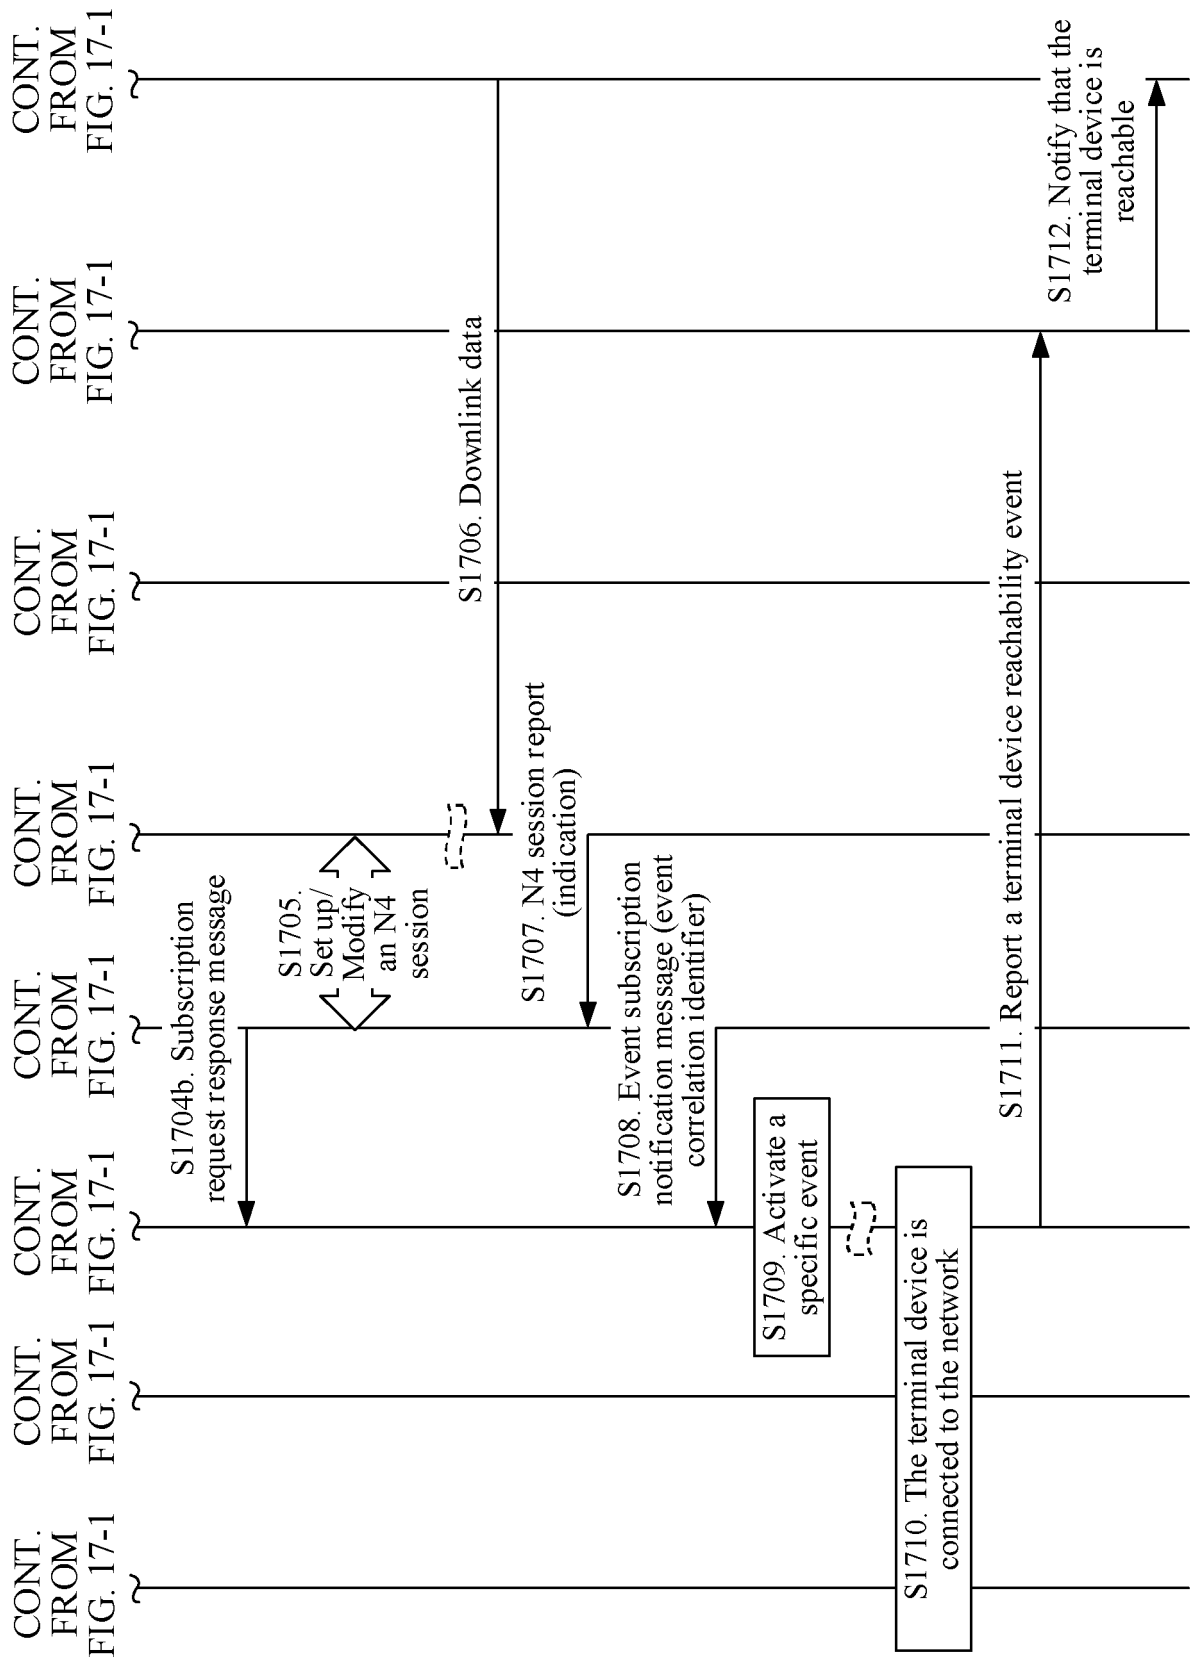 CONT.
FROM
FIG. 17-1
CONT.
FROM
FIG. 17-1
CONT.
FROM
FIG. 17-1
CONT.
FROM
FIG. 17-1
CONT.
FROM
FIG. 17-1
CONT.
FROM
FIG. 17-1
CONT.
FROM
FIG. 17-1
CONT.
FROM
FIG. 17-1
S1704b. Subscription
request response message
S1705.
Set up/
Modify
an N4
session
S1706. Downlink data
S1707. N4 session report
(indication)
S1708. Event subscription
notification message (event
correlation identifier)
S1709. Activate a
specific event
S1710. The terminal device is
connected to the network
S1711. Report a terminal device reachability event
S1712. Notify that the
terminal device is
reachable